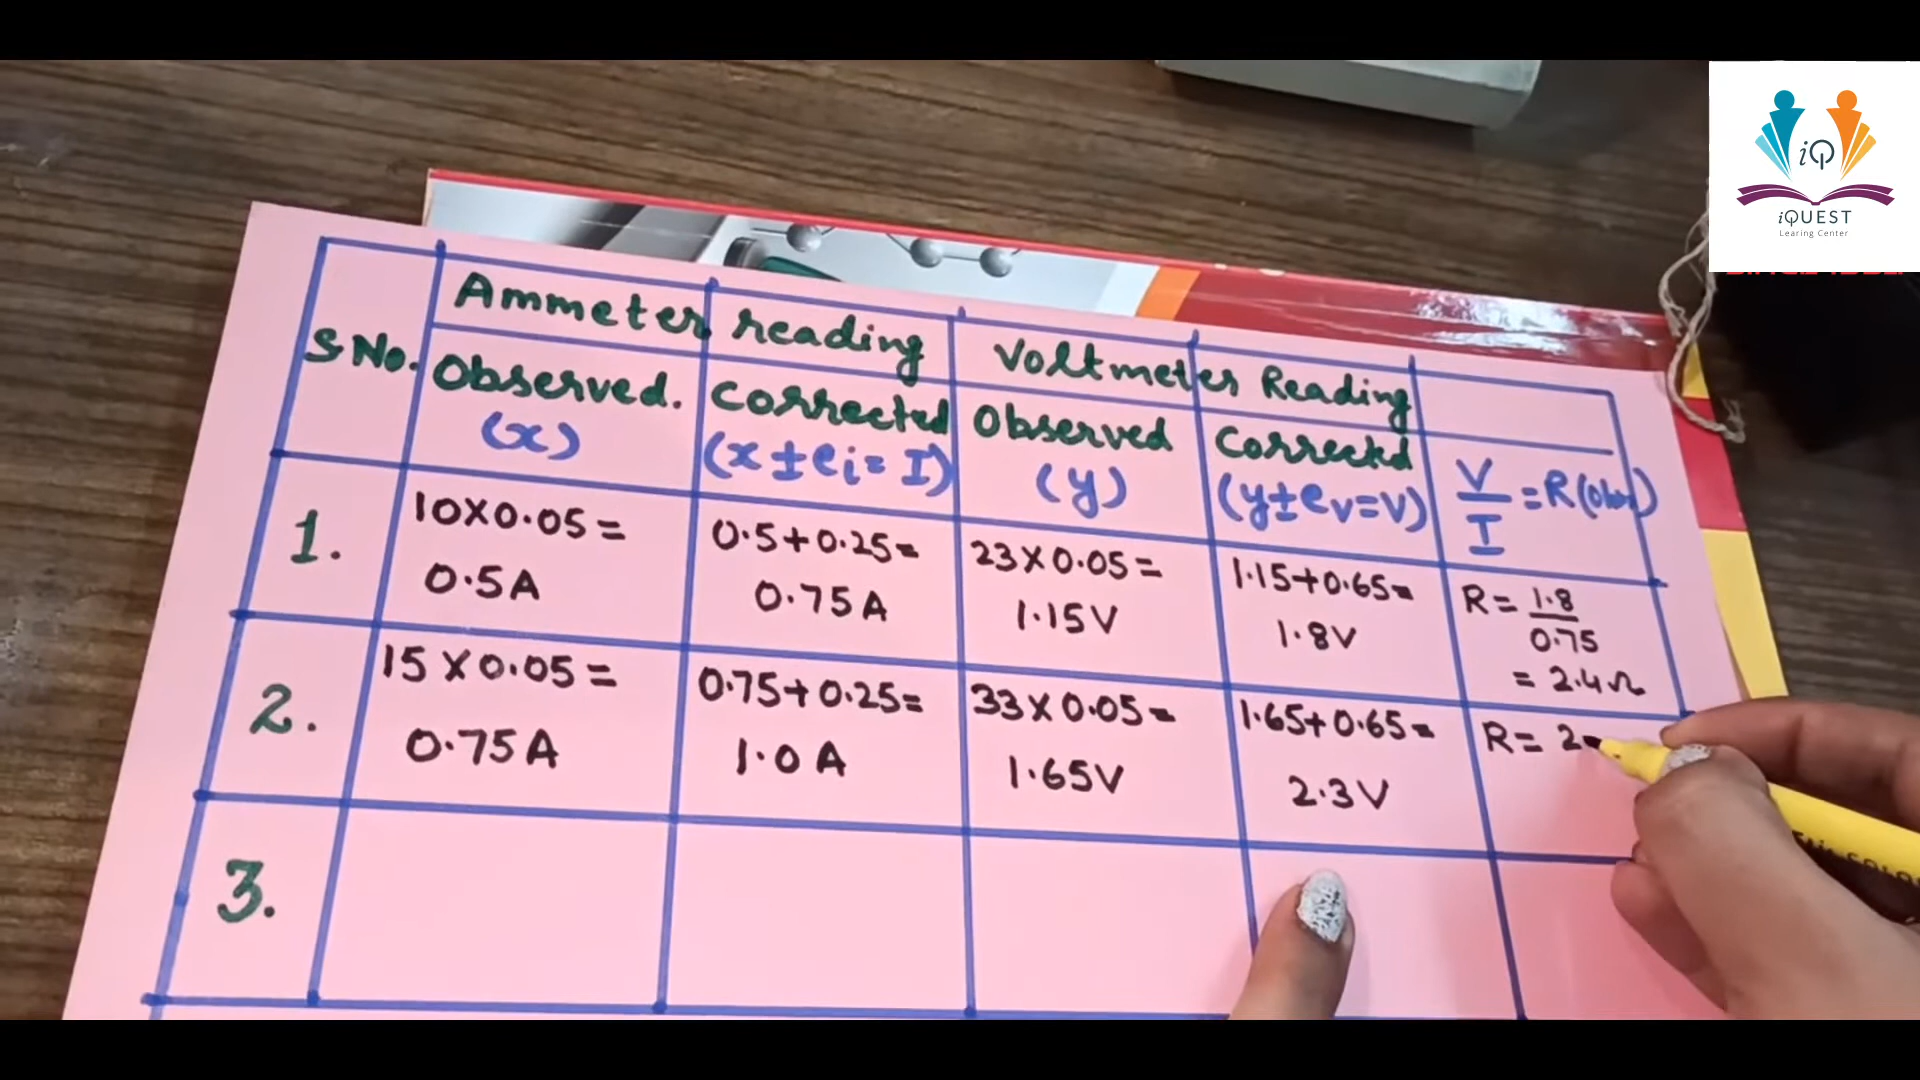 iQ
iQUEST
Learing Center
Ammeter reading
Voltmeter Reading
S No.
Observed.
(x)
Corrected
(x ± ei = I)
Observed
(y)
Corrected
(y ± ev = V)
V/I = R (Ohm)
1.
10×0.05=
0.5A
0.5+0.25=
0.75A
23×0.05=
1.15V
1.15+0.65=
1.8V
R= 1.8/0.75
= 2.4Ω
2.
15×0.05=
0.75A
0.75+0.25=
1.0A
33×0.05=
1.65V
1.65+0.65=
2.3V
R= 2
3.